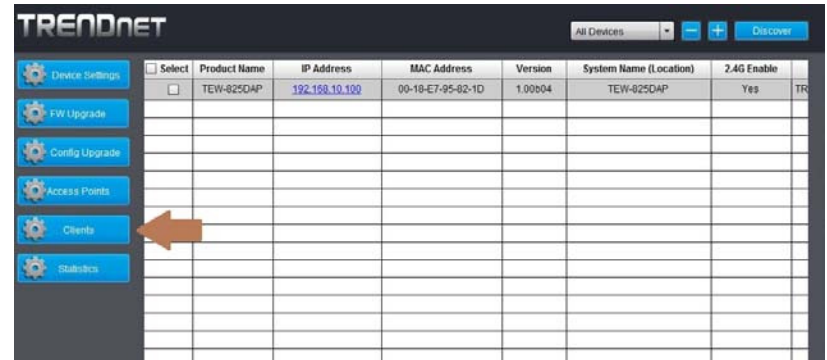 TRENDnet
All Devices
Discover
Device Settings
FW Upgrade
Config Upgrade
Access Points
Clients
Statistics
Select Product Name IP Address MAC Address Version System Name (Location) 2.4G Enable
TEW-825DAP 192.168.10.100 00-18-E7-95-82-1D 1.00b04 TEW-825DAP Yes TR